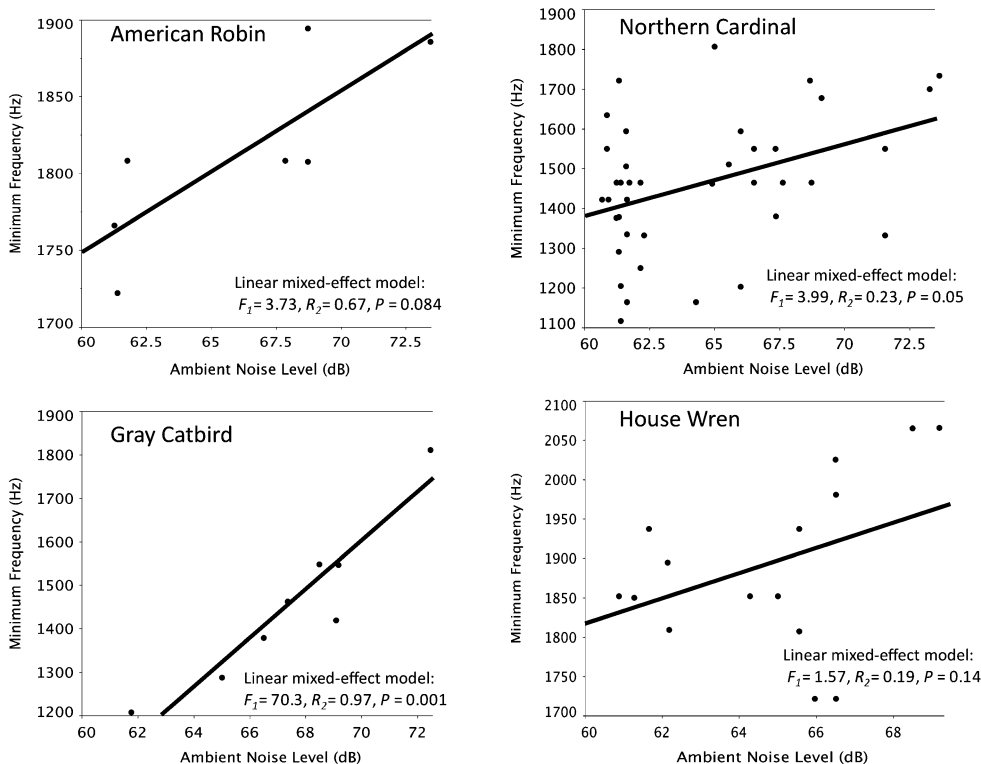 American Robin
1900
1850
1800
1750
1700
Minimum Frequency (Hz)
Linear mixed-effect model:
F1= 3.73, R2= 0.67, P = 0.084
60 62.5 65 67.5 70 72.5
Ambient Noise Level (dB)
Northern Cardinal
1900
1800
1700
1600
1500
1400
1300
1200
1100
Minimum Frequency (Hz)
Linear mixed-effect model:
F1= 3.99, R2= 0.23, P = 0.05
60 62.5 65 67.5 70 72.5
Ambient Noise Level (dB)
Gray Catbird
1900
1800
1700
1600
1500
1400
1300
1200
Minimum Frequency (Hz)
Linear mixed-effect model:
F1= 70.3, R2= 0.97, P = 0.001
60 62 64 66 68 70 72
Ambient Noise Level (dB)
House Wren
2100
2050
2000
1950
1900
1850
1800
1750
1700
Minimum Frequency (Hz)
Linear mixed-effect model:
F1= 1.57, R2= 0.19, P = 0.14
60 62 64 66 68
Ambient Noise Level (dB)